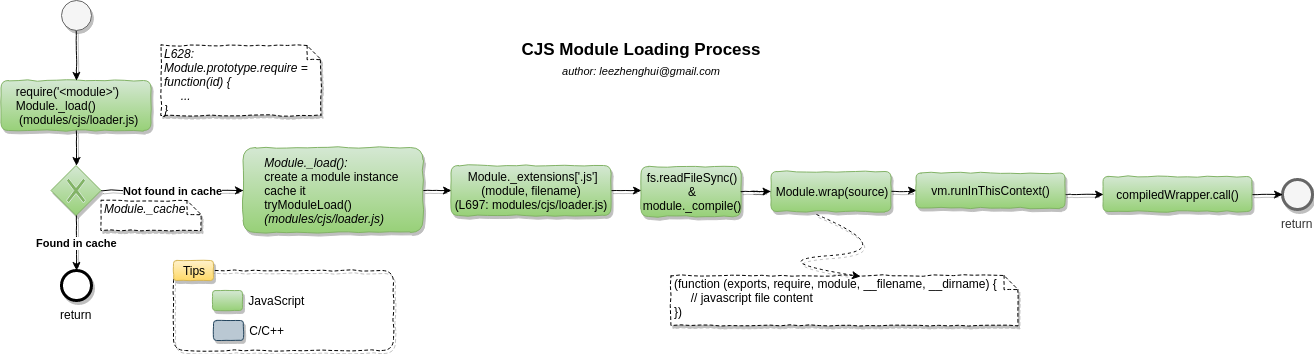 CJS Module Loading Process
author: leezhenghui@gmail.com
L628:
Module.prototype.require =
function(id) {
...
}
require('<module>')
Module._load()
(modules/cjs/loader.js)
Not found in cache
Module._cache
Found in cache
return
Module._load():
create a module instance
cache it
tryModuleLoad()
(modules/cjs/loader.js)
Module._extensions['.js']
(module, filename)
(L697: modules/cjs/loader.js)
fs.readFileSync()
&
module._compile()
Module.wrap(source)
vm.runInThisContext()
compiledWrapper.call()
return
(function (exports, require, module, __filename, __dirname) {
// javascript file content
})
Tips
JavaScript
C/C++